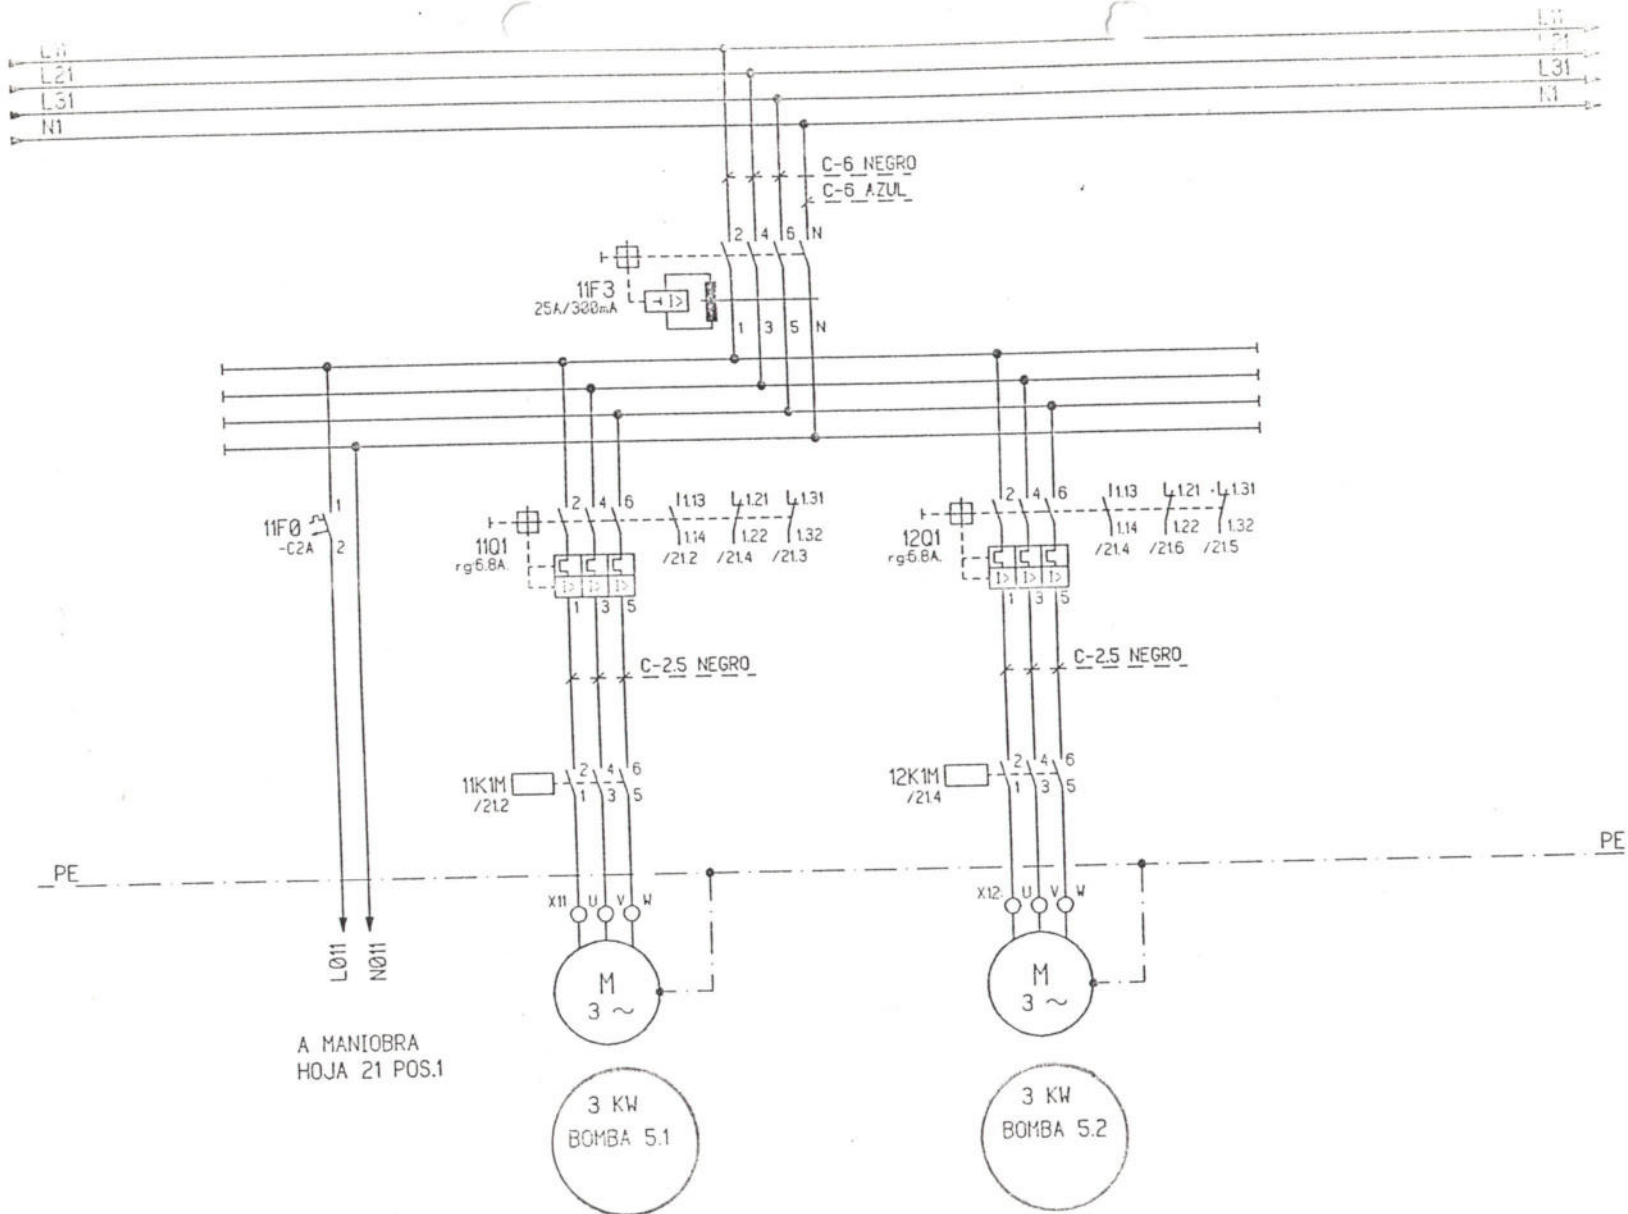 L11
L11
L21
L21
L31
L31
N1
N1
C-6 NEGRO
C-6 AZUL
2 4 6 N
11F3
25A/300mA
I>
1 3 5 N
11F0
-C2A
1
2
2 4 6
11Q1
rg:6.8A.
I> I> I>
1 3 5
1.13 1.21 1.31
1.14 1.22 1.32
/21.2 /21.4 /21.3
2 4 6
12Q1
rg:6.8A.
I> I> I>
1 3 5
1.13 1.21 1.31
1.14 1.22 1.32
/21.4 /21.6 /21.5
C-2.5 NEGRO
C-2.5 NEGRO
11K1M
/21.2
2 4 6
1 3 5
12K1M
/21.4
2 4 6
1 3 5
PE
PE
X11 U V W
X12 U V W
L011
N011
M
3 ~
M
3 ~
A MANIOBRA
HOJA 21 POS.1
3 KW
BOMBA 5.1
3 KW
BOMBA 5.2